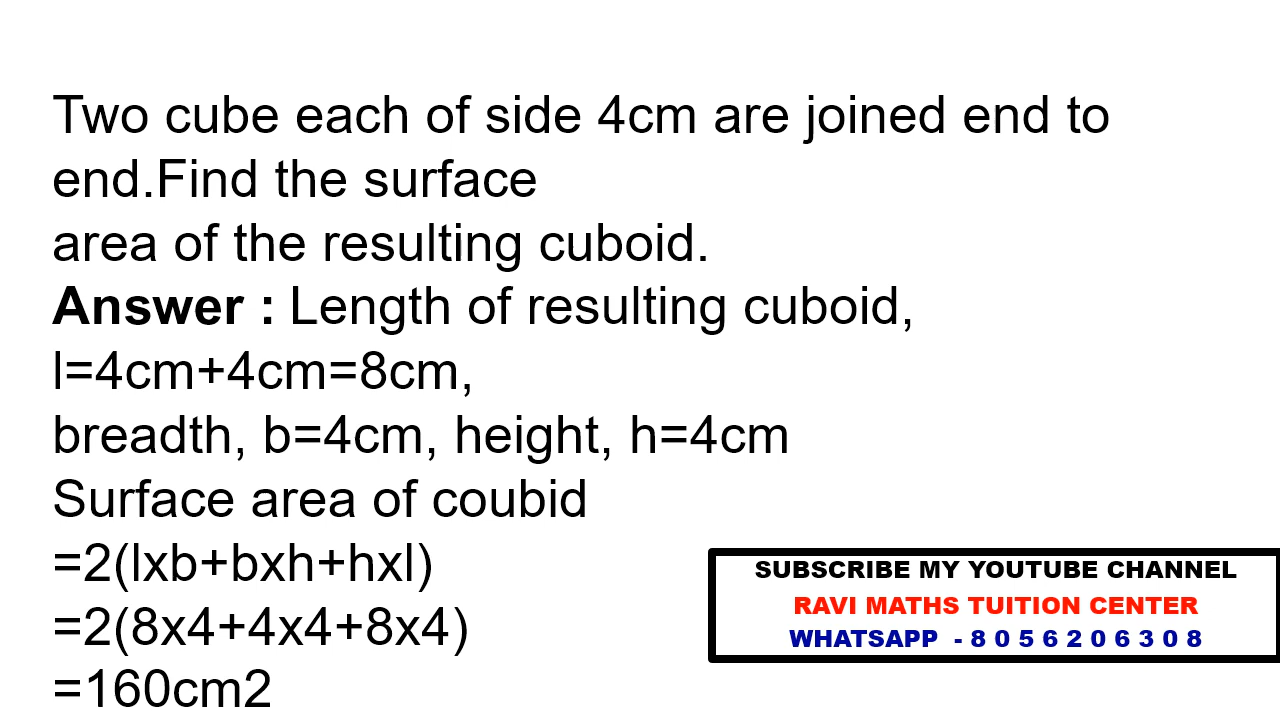 Two cube each of side 4cm are joined end to
end.Find the surface
area of the resulting cuboid.
Answer : Length of resulting cuboid,
l=4cm+4cm=8cm,
breadth, b=4cm, height, h=4cm
Surface area of coubid
=2(lxb+bxh+hxl)
=2(8x4+4x4+8x4)
=160cm2
SUBSCRIBE MY YOUTUBE CHANNEL
RAVI MATHS TUITION CENTER
WHATSAPP - 8 0 5 6 2 0 6 3 0 8